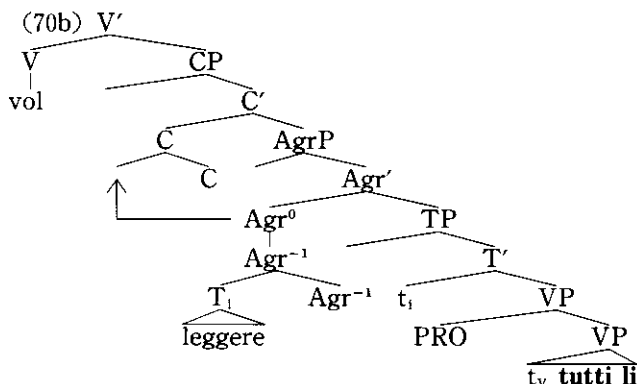 (70b) V′
V CP
vol C′
C AgrP
C Agr′
Agr⁰ TP
Agr⁻¹ T′
T₁ Agr⁻¹ t₁ VP
leggere PRO VP
t_V tutti li